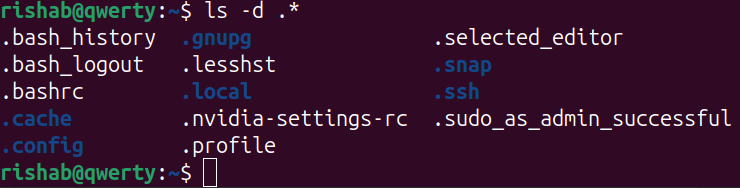 rishab@qwerty:~$ ls -d .*
.bash_history .gnupg .selected_editor
.bash_logout .lesshst .snap
.bashrc .local .ssh
.cache .nvidia-settings-rc .sudo_as_admin_successful
.config .profile
rishab@qwerty:~$